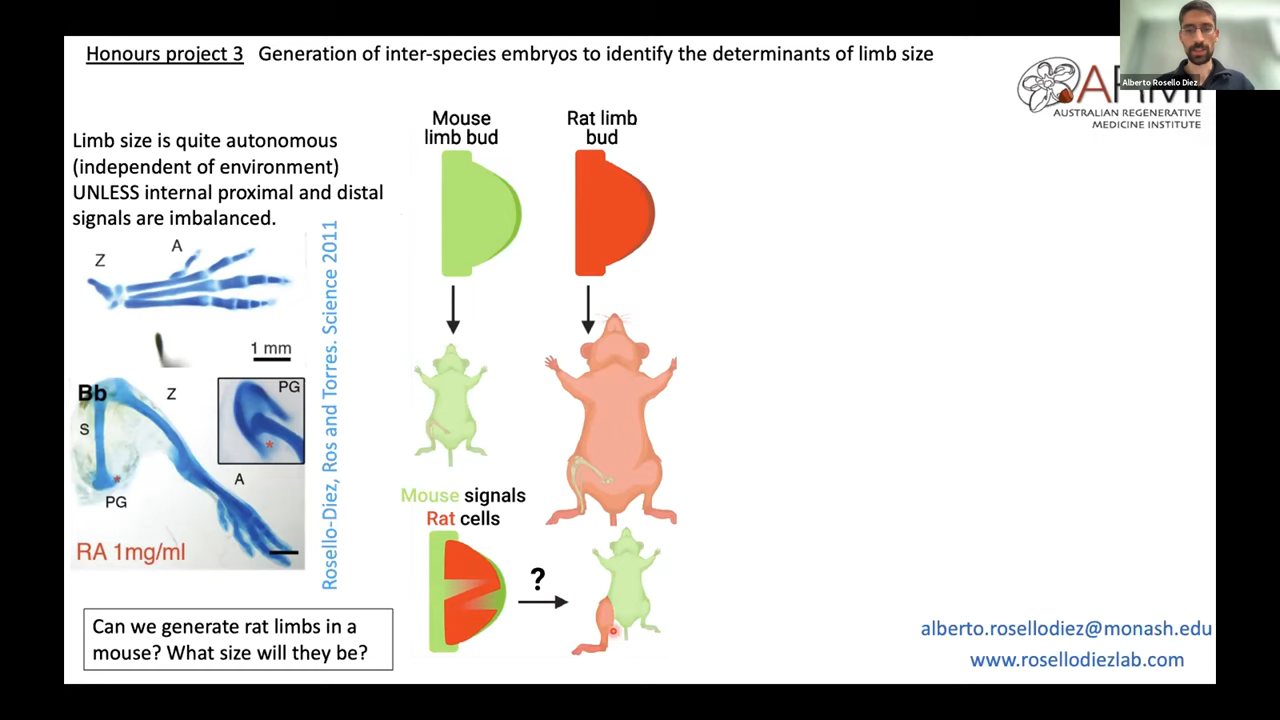 Honours project 3 Generation of inter-species embryos to identify the determinants of limb size
Alberto Rosello Diez
AUSTRALIAN REGENERATIVE
MEDICINE INSTITUTE
Limb size is quite autonomous
(independent of environment)
UNLESS internal proximal and distal
signals are imbalanced.
Z
A
1 mm
Bb
Z
PG
S
*
*
A
PG
RA 1mg/ml
Rosello-Diez, Ros and Torres. Science 2011
Mouse
limb bud
Rat limb
bud
Mouse signals
Rat cells
?
Can we generate rat limbs in a
mouse? What size will they be?
alberto.rosellodiez@monash.edu
www.rosellodiezlab.com